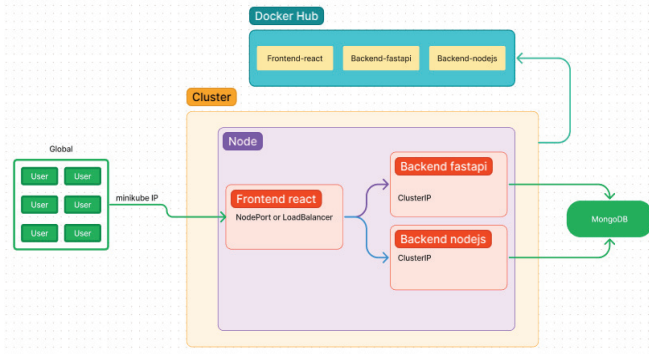 Docker Hub
Frontend-react
Backend-fastapi
Backend-nodejs
Cluster
Node
Global
User User
User User
User User
minikube IP
Frontend react
NodePort or LoadBalancer
Backend fastapi
ClusterIP
Backend nodejs
ClusterIP
MongoDB